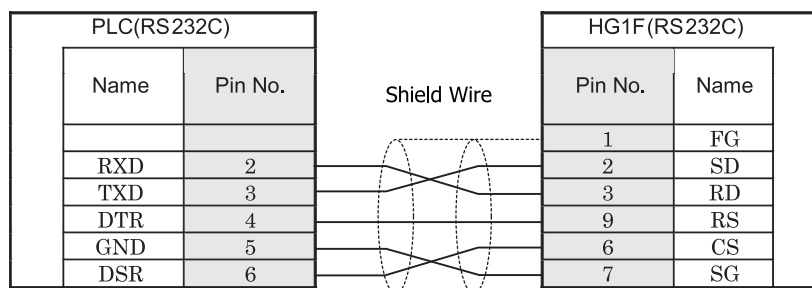 PLC(RS232C) HG1F(RS232C)
Name Pin No. Shield Wire Pin No. Name
1 FG
RXD 2 2 SD
TXD 3 3 RD
DTR 4 9 RS
GND 5 6 CS
DSR 6 7 SG